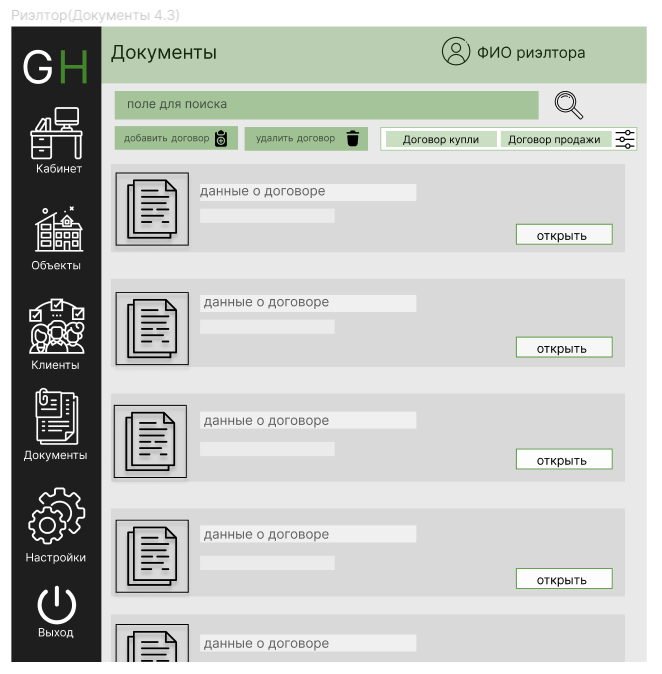 Риэлтор(Документы 4.3)
GH
Документы
ФИО риэлтора
поле для поиска
добавить договор
удалить договор
Договор купли
Договор продажи
Кабинет
Объекты
Клиенты
Документы
Настройки
Выход
данные о договоре
открыть
данные о договоре
открыть
данные о договоре
открыть
данные о договоре
открыть
данные о договоре